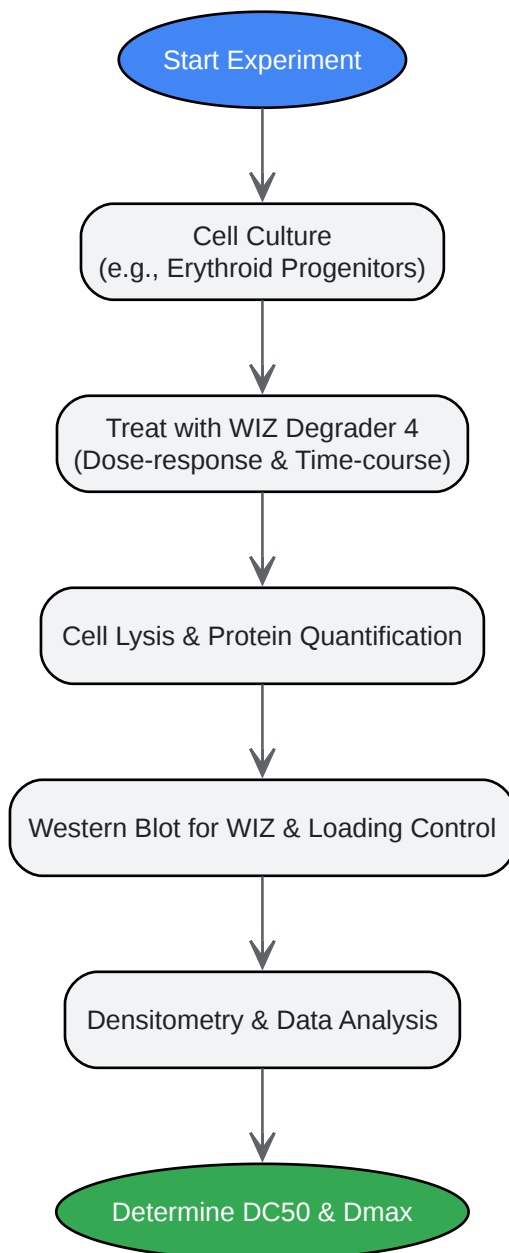 Start Experiment
Cell Culture
(e.g., Erythroid Progenitors)
Treat with WIZ Degrader 4
(Dose-response & Time-course)
Cell Lysis & Protein Quantification
Western Blot for WIZ & Loading Control
Densitometry & Data Analysis
Determine DC50 & Dmax